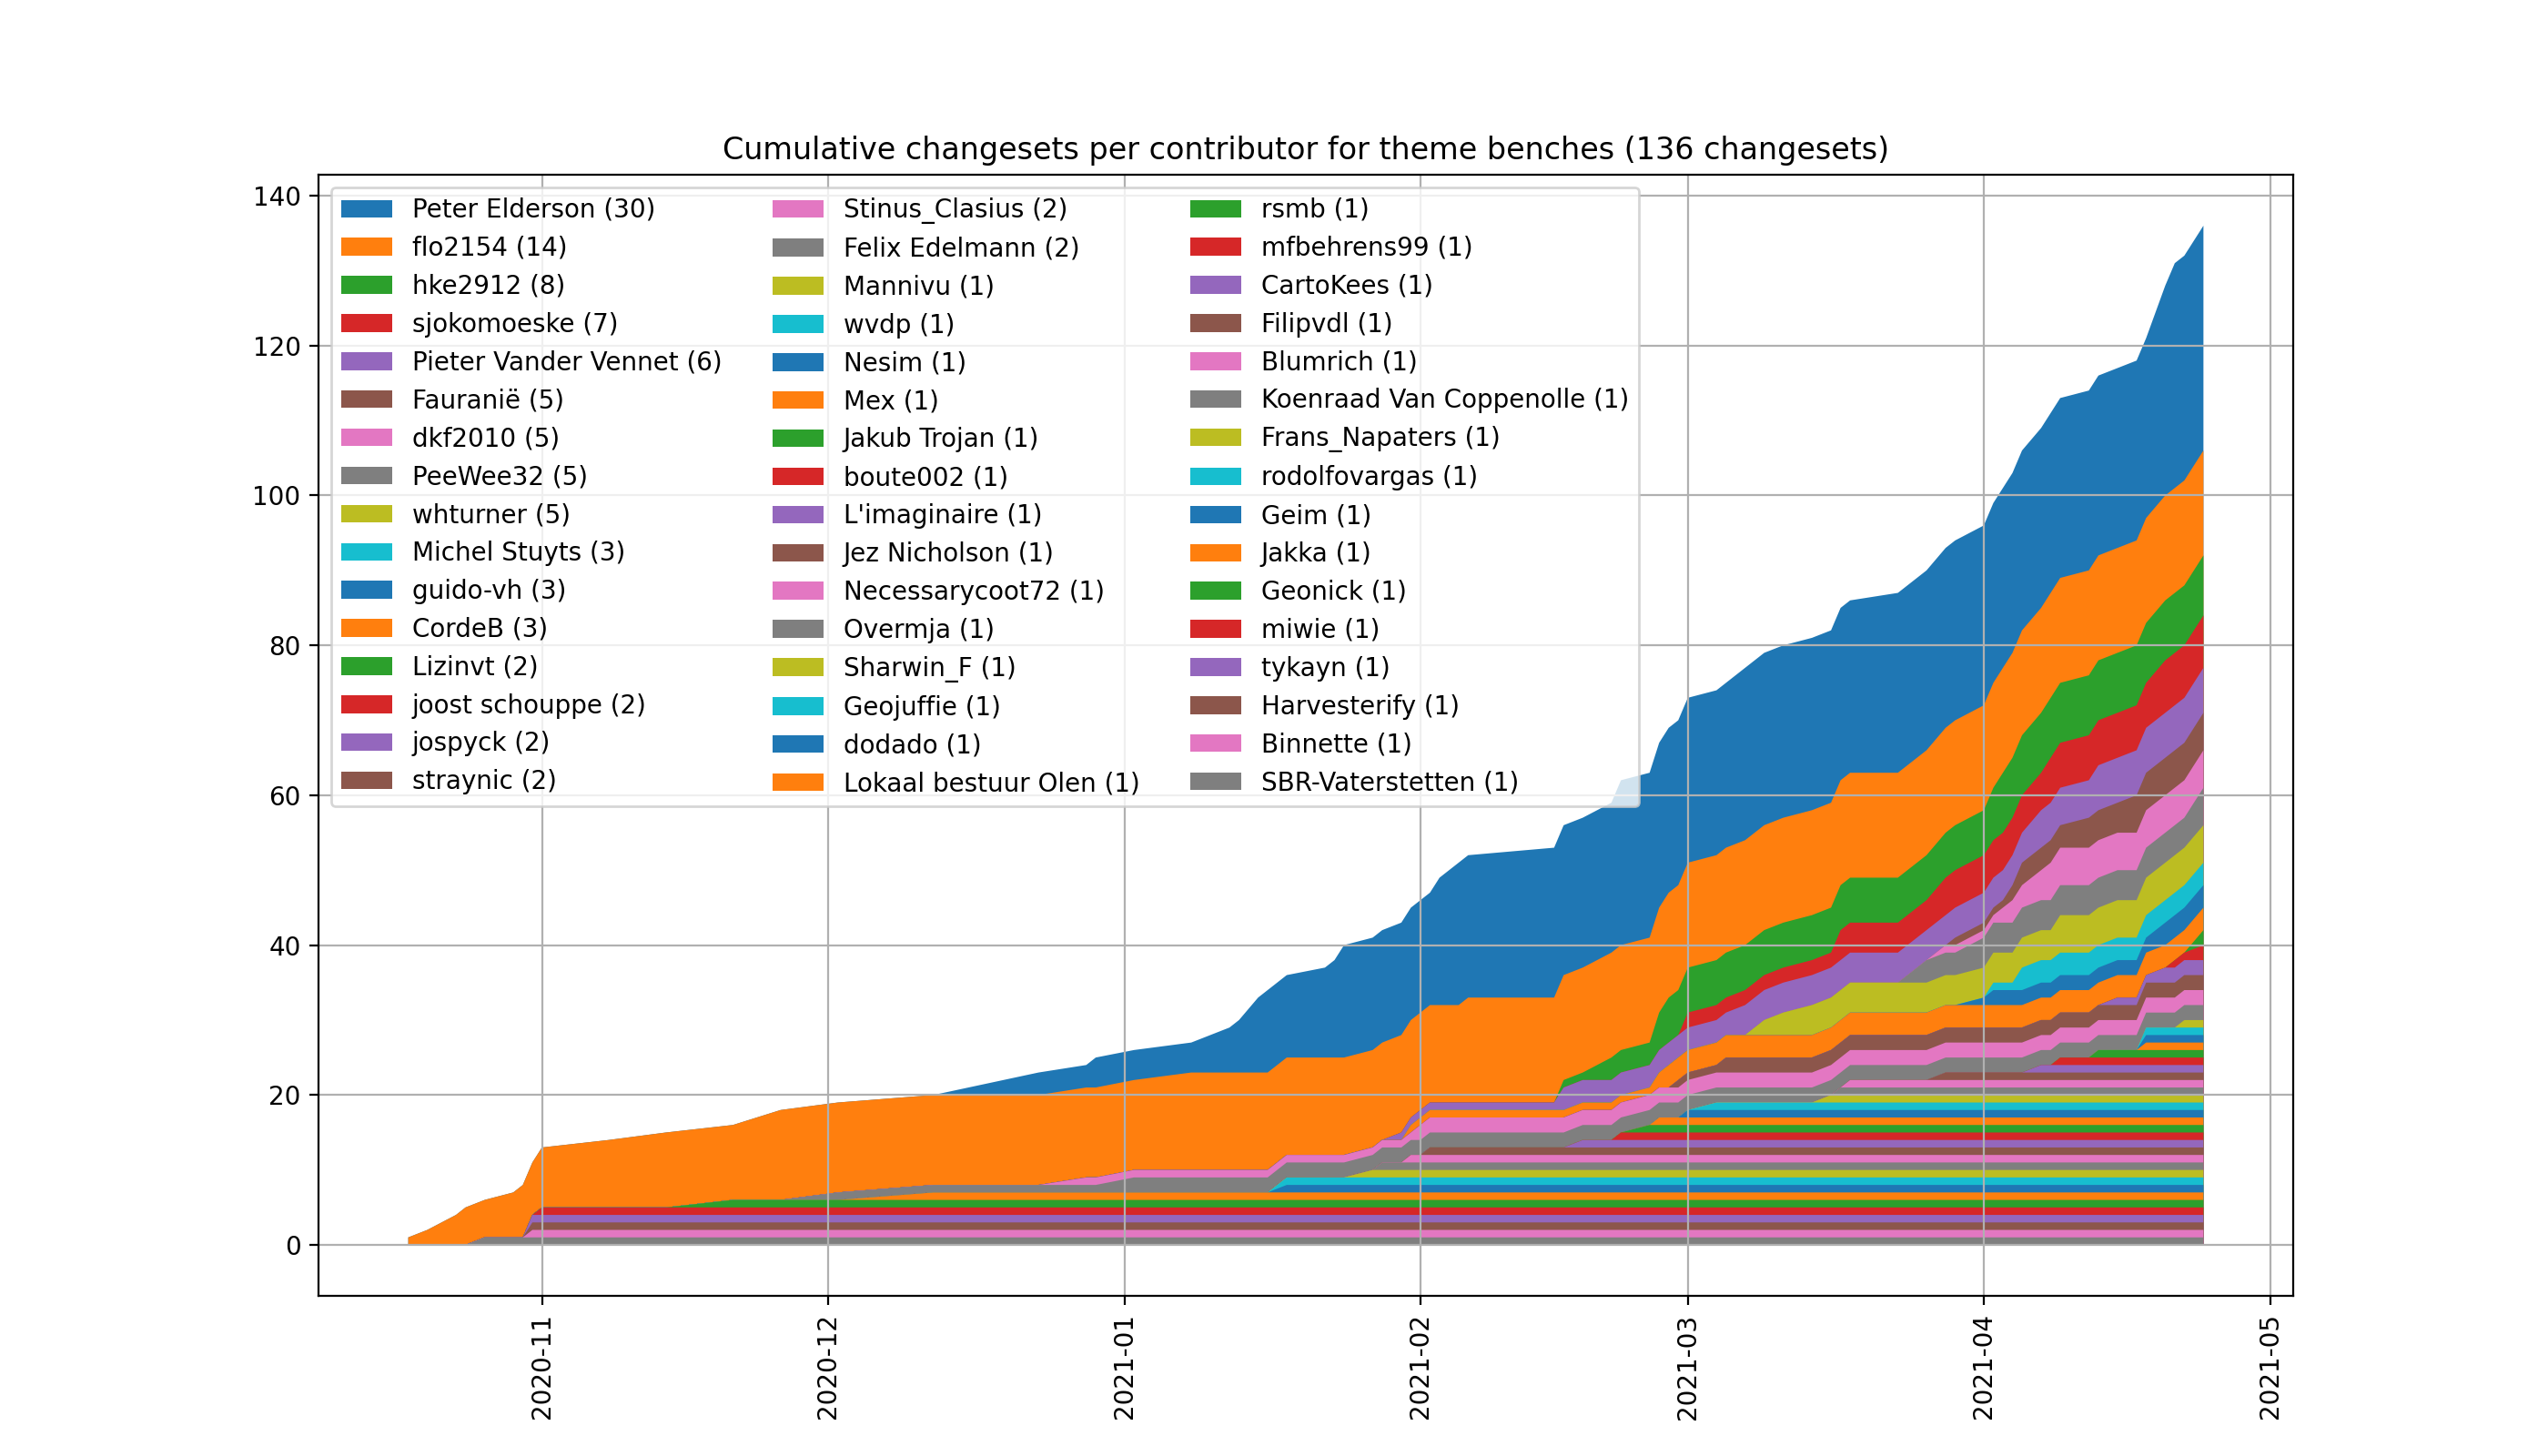 Cumulative changesets per contributor for theme benches (136 changesets)
140
120
100
80
60
40
20
0
Peter Elderson (30)
flo2154 (14)
hke2912 (8)
sjokomoeske (7)
Pieter Vander Vennet (6)
Fauranië (5)
dkf2010 (5)
PeeWee32 (5)
whturner (5)
Michel Stuyts (3)
guido-vh (3)
CordeB (3)
Lizinvt (2)
joost schouppe (2)
jospyck (2)
straynic (2)
Stinus_Clasius (2)
Felix Edelmann (2)
Mannivu (1)
wvdp (1)
Nesim (1)
Mex (1)
Jakub Trojan (1)
boute002 (1)
L'imaginaire (1)
Jez Nicholson (1)
Necessarycoot72 (1)
Overmja (1)
Sharwin_F (1)
Geojuffie (1)
dodado (1)
Lokaal bestuur Olen (1)
rsmb (1)
mfbehrens99 (1)
CartoKees (1)
Filipvdl (1)
Blumrich (1)
Koenraad Van Coppenolle (1)
Frans_Napaters (1)
rodolfovargas (1)
Geim (1)
Jakka (1)
Geonick (1)
miwie (1)
tykayn (1)
Harvesterify (1)
Binnette (1)
SBR-Vaterstetten (1)
2020-11
2020-12
2021-01
2021-02
2021-03
2021-04
2021-05